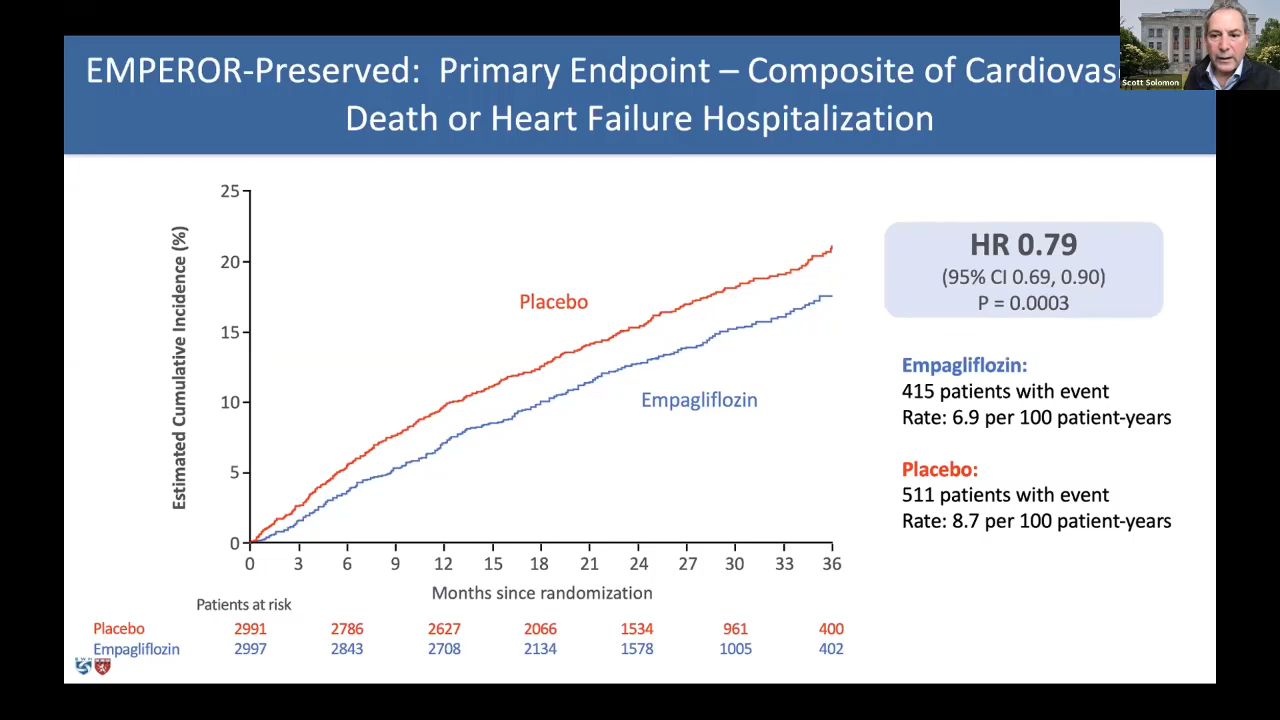 EMPEROR-Preserved: Primary Endpoint – Composite of Cardiovas
Death or Heart Failure Hospitalization
Scott Solomon
Estimated Cumulative Incidence (%)
25
20
15
10
5
0
Placebo
Empagliflozin
0 3 6 9 12 15 18 21 24 27 30 33 36
Months since randomization
HR 0.79
(95% CI 0.69, 0.90)
P = 0.0003
Empagliflozin:
415 patients with event
Rate: 6.9 per 100 patient-years
Placebo:
511 patients with event
Rate: 8.7 per 100 patient-years
Patients at risk
Placebo 2991 2786 2627 2066 1534 961 400
Empagliflozin 2997 2843 2708 2134 1578 1005 402